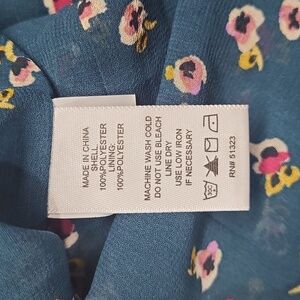 MADE IN CHINA
SHELL:
100%POLYESTER
LINING:
100%POLYESTER
MACHINE WASH COLD
DO NOT USE BLEACH
LINE DRY
USE LOW IRON
IF REQUIRED
RN# 51323